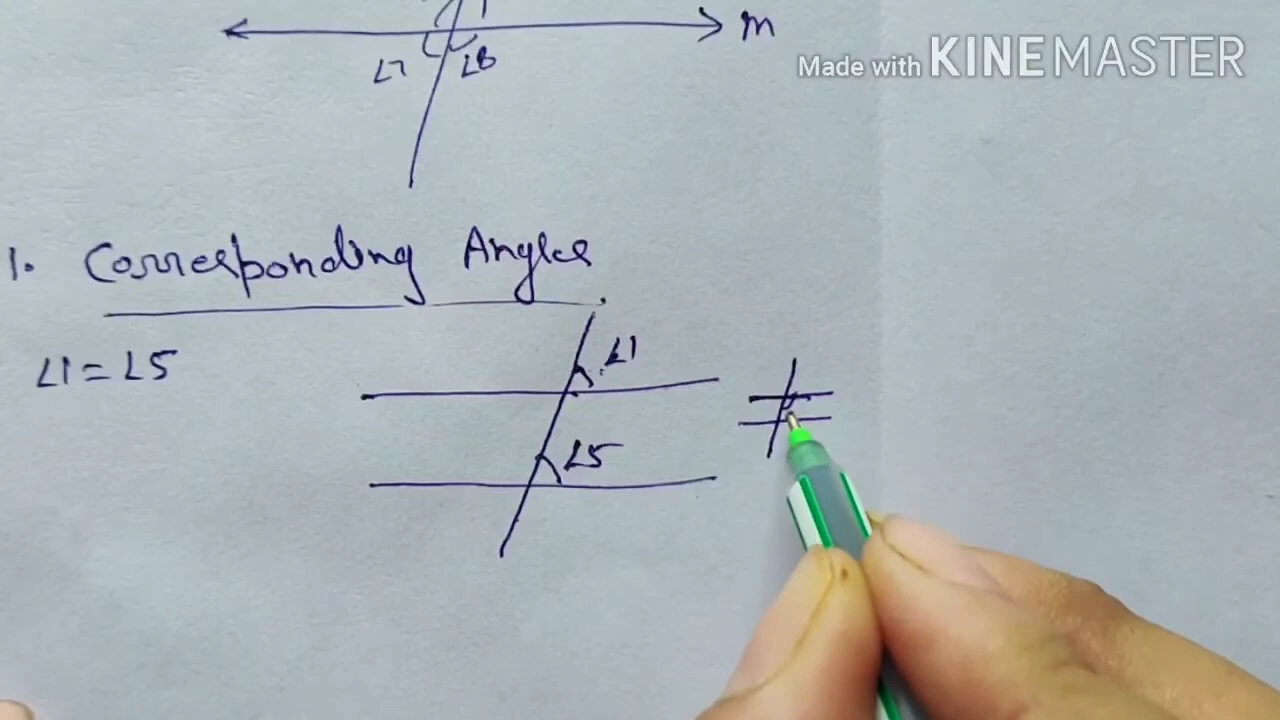 m
Made with KINEMASTER
∠7 ∠8
1. Corresponding Angles
∠1 = ∠5
∠1
∠5